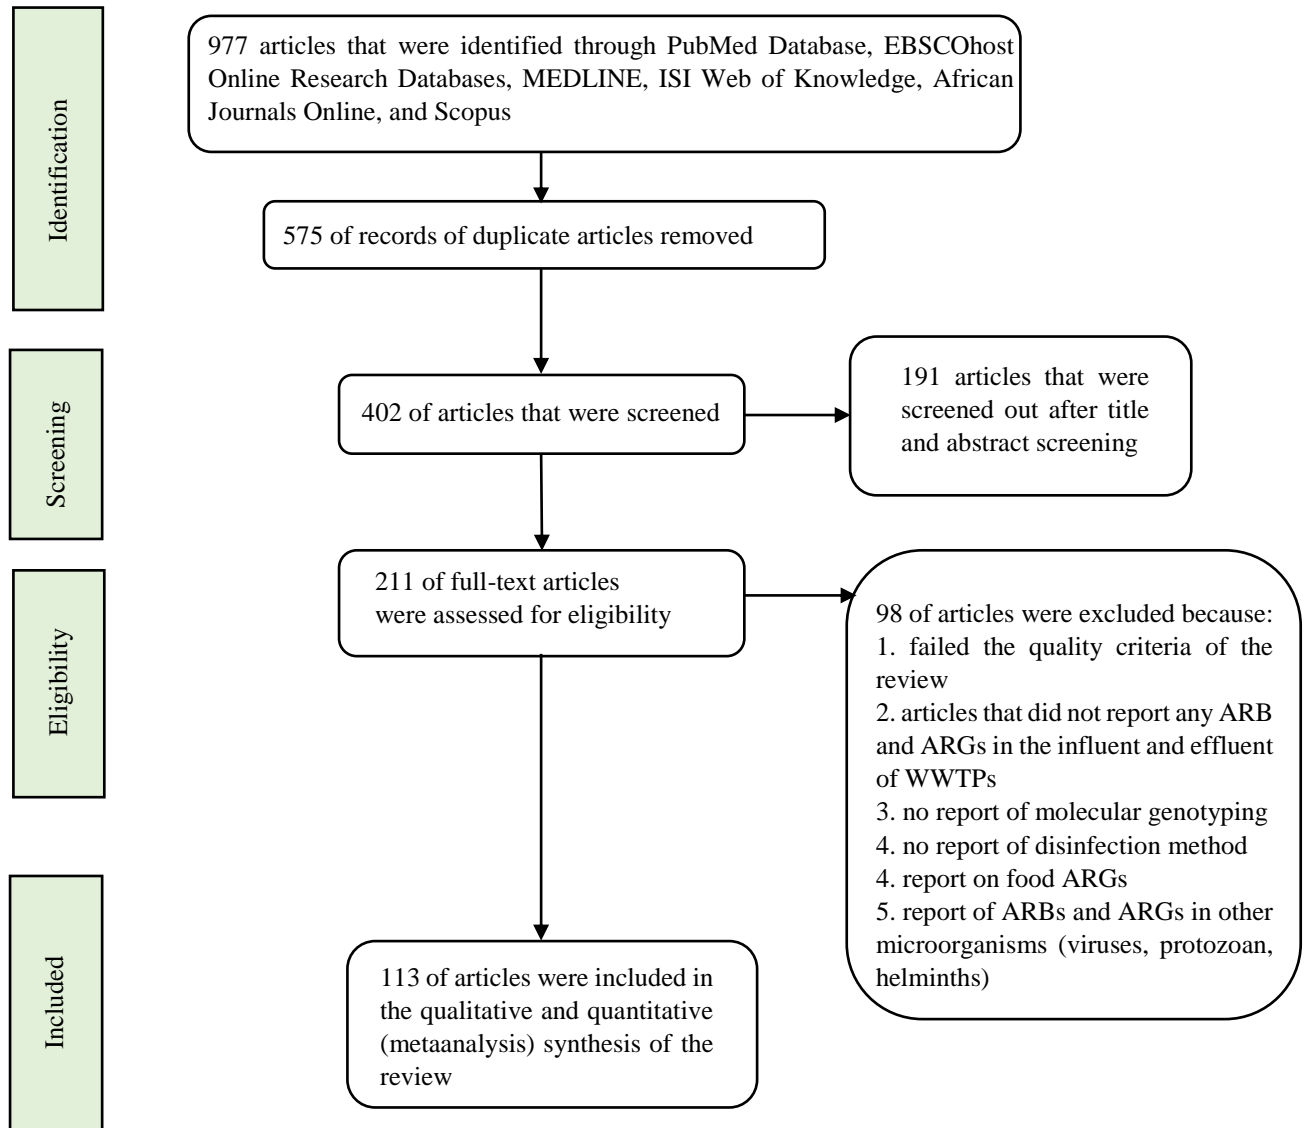 Identification
977 articles that were identified through PubMed Database, EBSCOhost
Online Research Databases, MEDLINE, ISI Web of Knowledge, African
Journals Online, and Scopus
575 of records of duplicate articles removed
Screening
402 of articles that were screened
191 articles that were
screened out after title
and abstract screening
Eligibility
211 of full-text articles
were assessed for eligibility
98 of articles were excluded because:
1. failed the quality criteria of the
review
2. articles that did not report any ARB
and ARGs in the influent and effluent
of WWTPs
3. no report of molecular genotyping
4. no report of disinfection method
4. report on food ARGs
5. report of ARBs and ARGs in other
microorganisms (viruses, protozoan,
helminths)
Included
113 of articles were included in
the qualitative and quantitative
(metaanalysis) synthesis of the
review